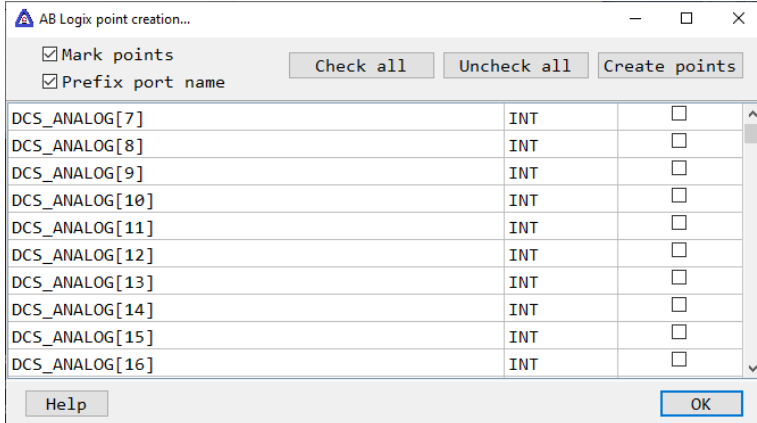 AB Logix point creation...
Mark points
Prefix port name
Check all
Uncheck all
Create points
DCS_ANALOG[7] INT
DCS_ANALOG[8] INT
DCS_ANALOG[9] INT
DCS_ANALOG[10] INT
DCS_ANALOG[11] INT
DCS_ANALOG[12] INT
DCS_ANALOG[13] INT
DCS_ANALOG[14] INT
DCS_ANALOG[15] INT
DCS_ANALOG[16] INT
Help
OK